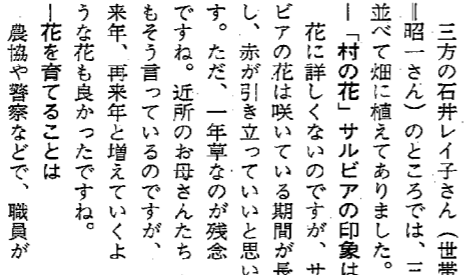 三方の石井レイ子さん（世帯
＝昭一さん）のところでは、三
並べて畑に植えてありました。
―「村の花」サルビアの印象は
花に詳しくないのですが、サ
ビアの花は咲いている期間が長
し、赤が引き立っていいと思い
す。ただ、一年草なのが残念
ですね。近所のお母さんたち
もそう言っているのですが、
来年、再来年と増えていくよ
うな花も良かったですね。
―花を育てることは
農協や警察などで、職員が